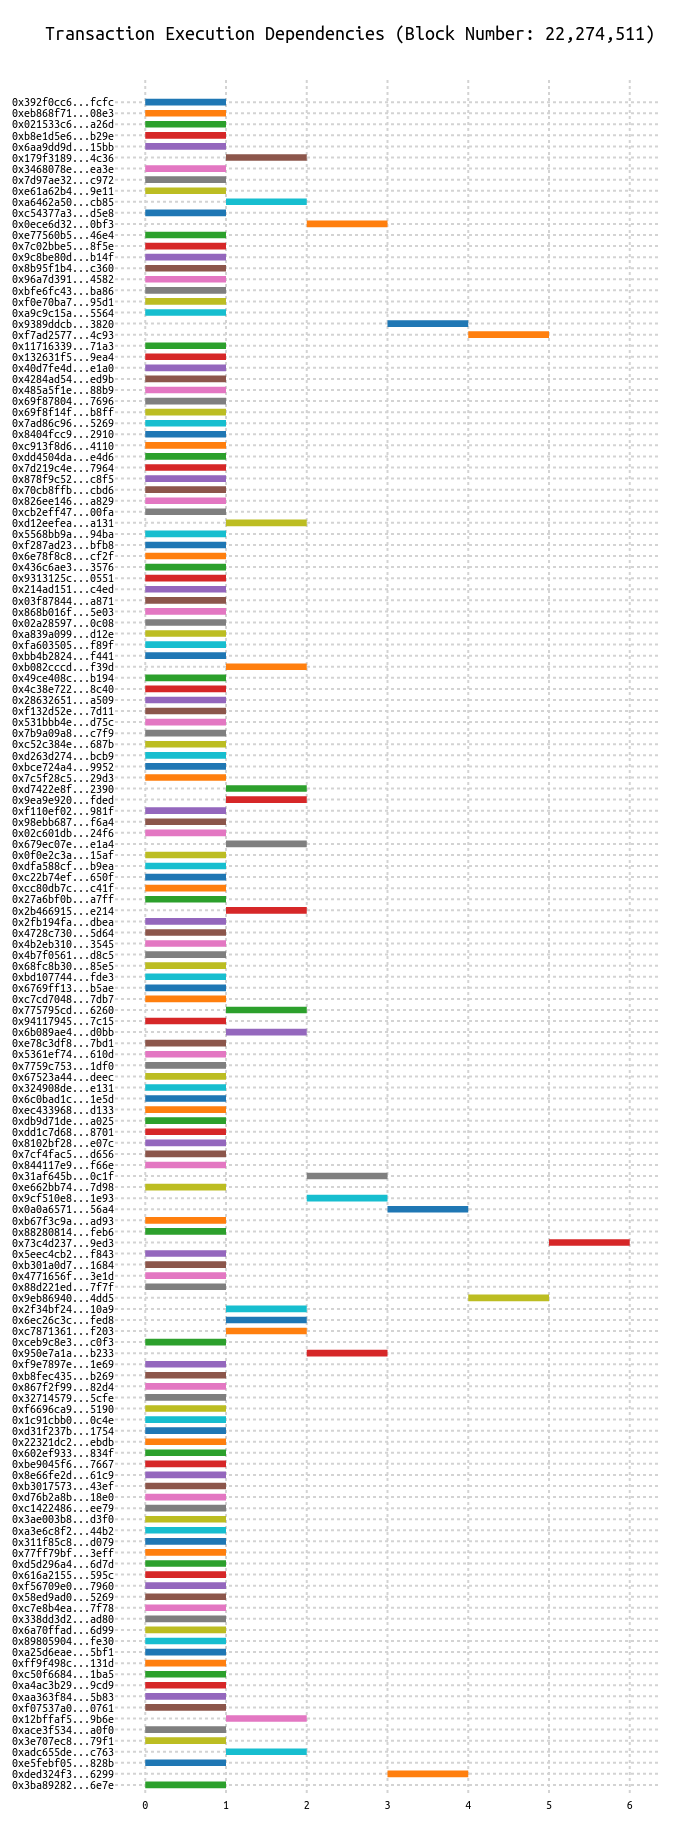 Transaction Execution Dependencies (Block Number: 22,274,511)
0x392f0cc6...fcfc
0xeb868f71...08e3
0x021533c6...a26d
0xb8e1d5e6...b29e
0x6aa9dd9d...15bb
0x179f3189...4c36
0x3468078e...ea3e
0x7d97ae32...c972
0xe61a62b4...9e11
0xa6462a50...cb85
0xc54377a3...d5e8
0x0ece6d32...0bf3
0xe77560b5...46e4
0x7c02bbe5...8f5e
0x9c8be80d...b14f
0x8b95f1b4...c360
0x96a7d391...4582
0xbfe6fc43...ba86
0xf0e70ba7...95d1
0xa9c9c15a...5564
0x9389ddcb...3820
0xf7ad2577...4c93
0x11716339...71a3
0x132631f5...9ea4
0x40d7fe4d...e1a0
0x4284ad54...ed9b
0x485a5f1e...88b9
0x69f87804...7696
0x69f8f14f...b8ff
0x7ad86c96...5269
0x8404fcc9...2910
0xc913f8d6...4110
0xdd4504da...e4d6
0x7d219c4e...7964
0x878f9c52...c8f5
0x70cb8ffb...cbd6
0x826ee146...a829
0xcb2eff47...00fa
0xd12eefea...a131
0x5568bb9a...94ba
0xf287ad23...bfb8
0x6e78f8c8...cf2f
0x436c6ae3...3576
0x9313125c...0551
0x214ad151...c4ed
0x03f87844...a871
0x868b016f...5e03
0x02a28597...0c08
0xa839a099...d12e
0xfa603505...f89f
0xbb4b2824...f441
0xb082cccd...f39d
0x49ce408c...b194
0x4c38e722...8c40
0x28632651...a509
0xf132d52e...7d11
0x531bbb4e...d75c
0x7b9a09a8...c7f9
0xc52c384e...687b
0xd263d274...bcb9
0xbce724a4...9952
0x7c5f28c5...29d3
0xd7422e8f...2390
0x9ea9e920...fded
0xf110ef02...981f
0x98ebb687...f6a4
0x02c601db...24f6
0x679ec07e...e1a4
0x0f0e2c3a...15af
0xdfa588cf...b9ea
0xc22b74ef...650f
0xcc80db7c...c41f
0x27a6bf0b...a7ff
0x2b466915...e214
0x2fb194fa...dbea
0x4728c730...5d64
0x4b2eb310...3545
0x4b7f0561...d8c5
0x68fc8b30...85e5
0xbd107744...fde3
0x6769ff13...b5ae
0xc7cd7048...7db7
0x775795cd...6260
0x94117945...7c15
0x6b089ae4...d0bb
0xe78c3df8...7bd1
0x5361ef74...610d
0x7759c753...1df0
0x67523a44...deec
0x324908de...e131
0x6c0bad1c...1e5d
0xec433968...d133
0xdb9d71de...a025
0xdd1c7d68...8701
0x8102bf28...e07c
0x7cf4fac5...d656
0x844117e9...f66e
0x31af645b...0c1f
0xe662bb74...7d98
0x9cf510e8...1e93
0x0a0a6571...56a4
0xb67f3c9a...ad93
0x88280814...feb6
0x73c4d237...9ed3
0x5eec4cb2...f843
0xb301a0d7...1684
0x4771656f...3e1d
0x88d221ed...7f7f
0x9eb86940...4dd5
0x2f34bf24...10a9
0x6ec26c3c...fed8
0xc7871361...f203
0xceb9c8e3...c0f3
0x950e7a1a...b233
0xf9e7897e...1e69
0xb8fec435...b269
0x867f2f99...82d4
0x32714579...5cfe
0xf6696ca9...5190
0x1c91cbb0...0c4e
0xd31f237b...1754
0x22321dc2...ebdb
0x602ef933...834f
0xbe9045f6...7667
0x8e66fe2d...61c9
0xb3017573...43ef
0xd76b2a8b...18e0
0xc1422486...ee79
0x3ae003b8...d3f0
0xa3e6c8f2...44b2
0x311f85c8...d079
0x77ff79bf...3eff
0xd5d296a4...6d7d
0x616a2155...595c
0xf56709e0...7960
0x58ed9ad0...5269
0xc7e8b4ea...7f78
0x338dd3d2...ad80
0x6a70ffad...6d99
0x89805904...fe30
0xa25d6eae...5bf1
0xff9f498c...131d
0xc50f6684...1ba5
0xa4ac3b29...9cd9
0xaa363f84...5b83
0xf07537a0...0761
0x12bffaf5...9b6e
0xace3f534...a0f0
0x3e707ec8...79f1
0xadc655de...c763
0xe5febf05...828b
0xded324f3...6299
0x3ba89282...6e7e
0 1 2 3 4 5 6